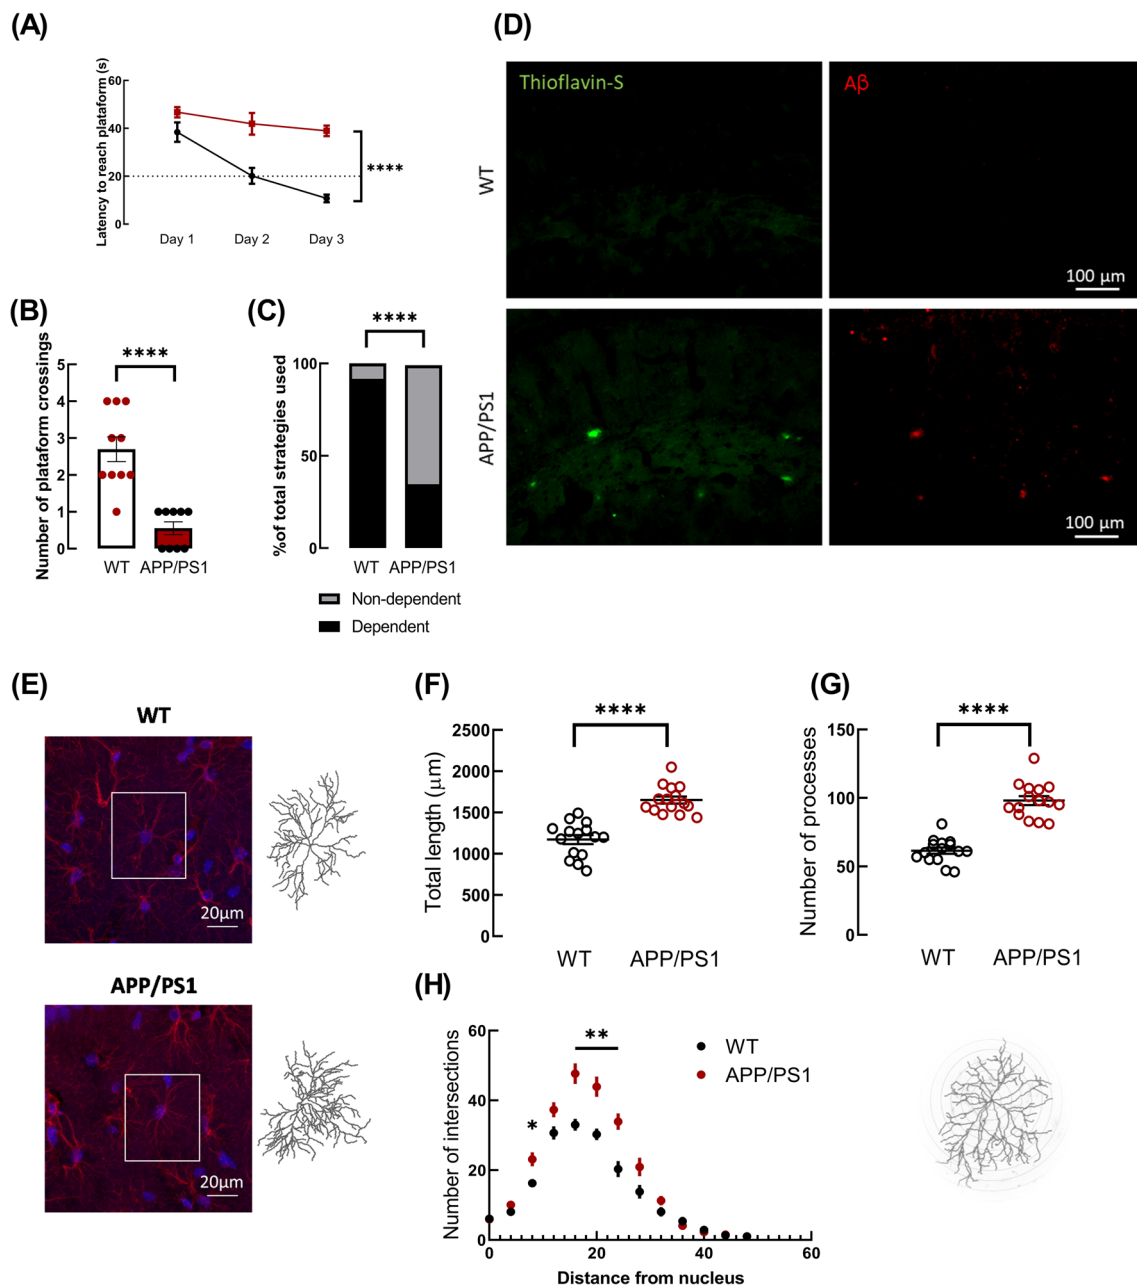 (A)
Latency to reach plataform (s)
60
40
20
0
****
Day 1 Day 2 Day 3
(B)
Number of plataform crossings
5
4
3
2
1
0
****
WT APP/PS1
(C)
%of total strategies used
100
50
0
****
WT APP/PS1
Non-dependent
Dependent
(D)
Thioflavin-S
Aβ
WT
100 µm
APP/PS1
100 µm
(E)
WT
20µm
APP/PS1
20µm
(F)
Total length (µm)
2500
2000
1500
1000
500
0
****
WT APP/PS1
(G)
Number of processes
150
100
50
0
****
WT APP/PS1
(H)
Number of intersections
60
40
20
0
*
**
WT
APP/PS1
0 20 40 60
Distance from nucleus